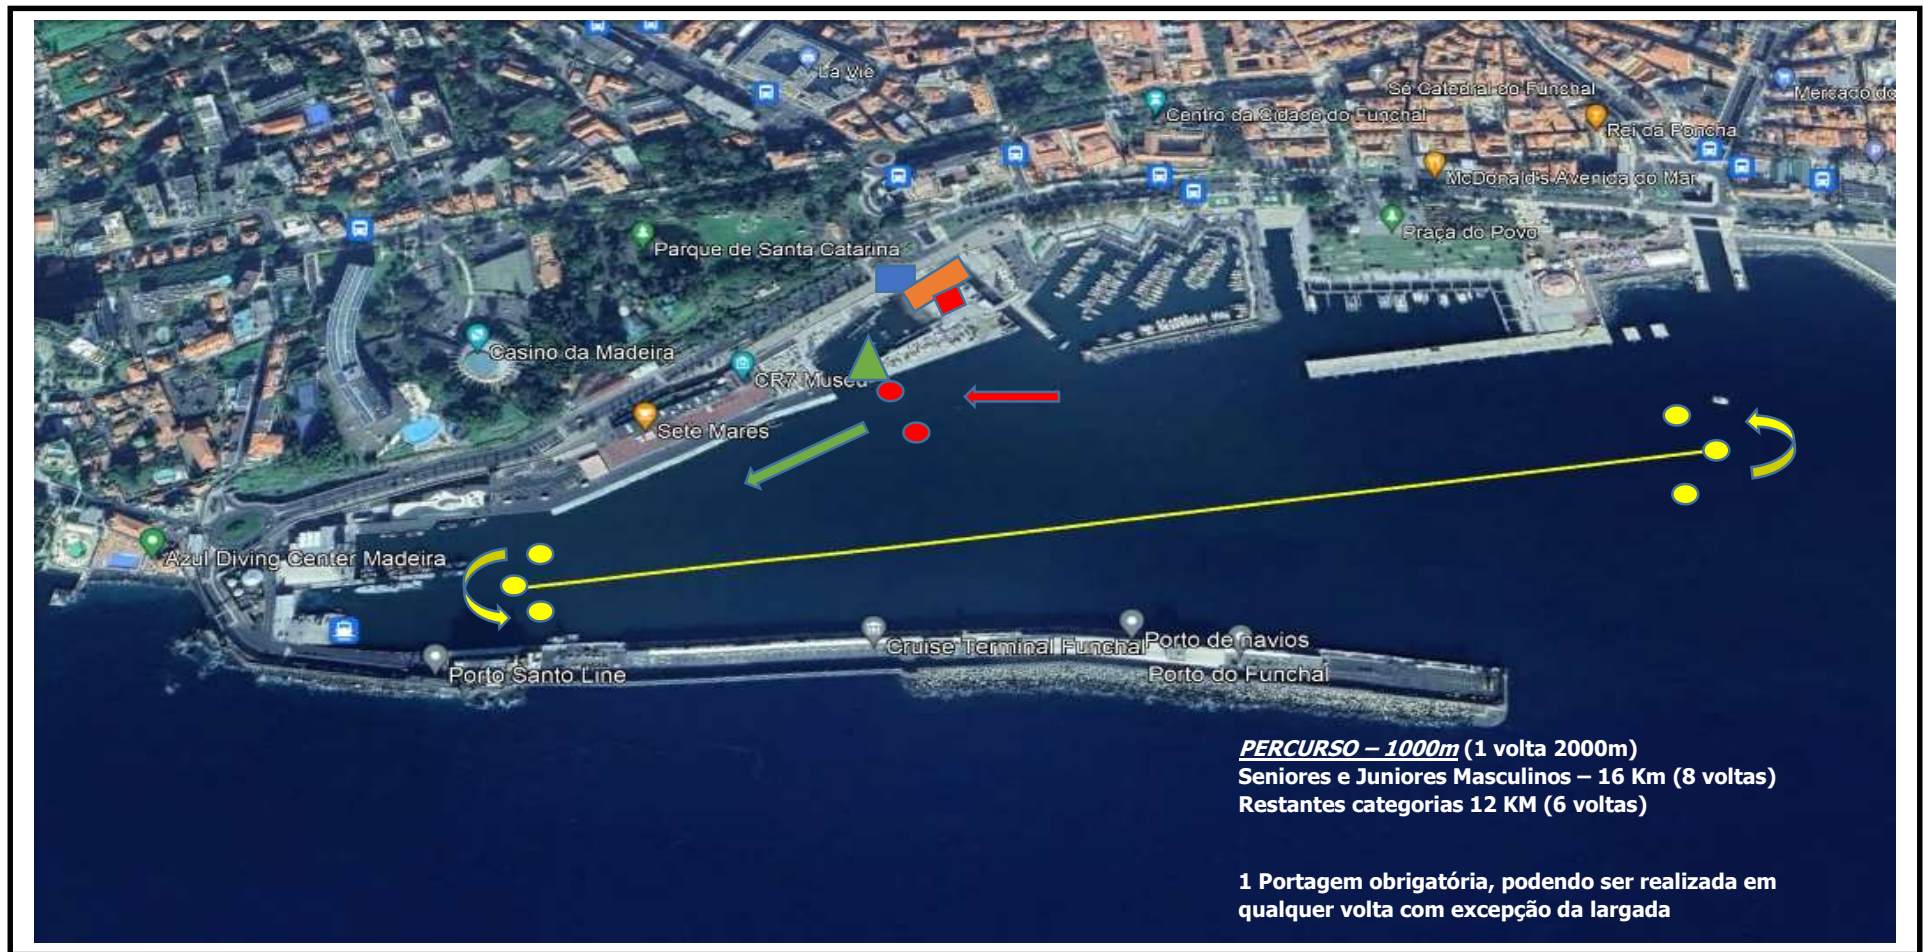 La Vie
Sé Catedral do Funchal
Mercado do
Centro da Cidade do Funchal
Rei da Poncha
McDonald's Avenida do Mar
Praça do Povo
Parque de Santa Catarina
Casino da Madeira
CR7 Museu
Sete Mares
Azul Diving Center Madeira
Cruise Terminal Funchal
Porto de navios
Porto Santo Line
Porto do Funchal
PERCURSO – 1000m (1 volta 2000m)
Seniores e Juniores Masculinos – 16 Km (8 voltas)
Restantes categorias 12 KM (6 voltas)
1 Portagem obrigatória, podendo ser realizada em
qualquer volta com excepção da largada